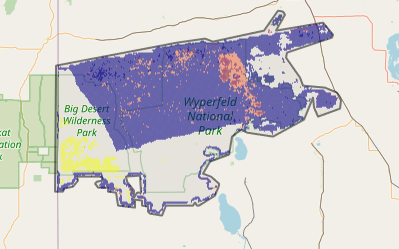 Big Desert
Wilderness
Park
Wyperfeld
National
Park